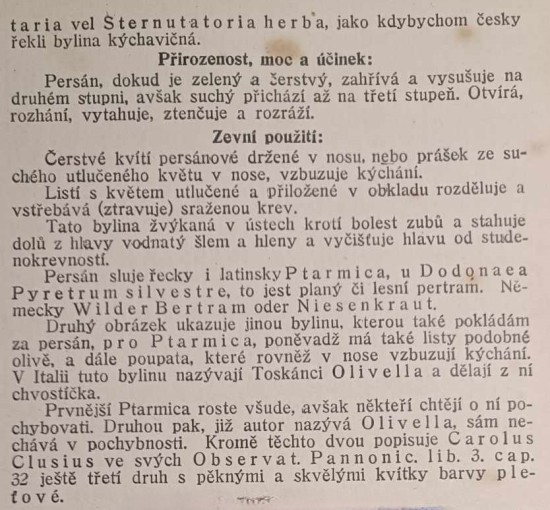 taria vel Sternutatoria herba, jako kdybychom česky
řekli bylina kýchavičná.
Přirozenost, moc a účinek:
Persán, dokud je zelený a čerstvý, zahřívá a vysušuje na
druhém stupni, avšak suchý přichází až na třetí stupeň. Otvírá,
rozhání, vytahuje, ztenčuje a rozráží.
Zevní použití:
Čerstvé kvítí persánové držené v nosu, nebo prášek ze su-
chého utlučeného květu v nose, vzbuzuje kýchání.
Listí s květem utlučené a přiložené v obkladu rozděluje a
vstřebává (ztravuje) sraženou krev.
Tato bylina žvýkaná v ústech krotí bolest zubů a stahuje
dolů z hlavy vodnatý šlem a hleny a vyčišťuje hlavu od stude-
nokrevností.
Persán sluje řecky i latinsky Ptarmica, u Dodonaea
Pyretrum silvestre, to jest planý či lesní pertram. Ně-
mecky Wilder Bertram oder Niesenkraut.
Druhý obrázek ukazuje jinou bylinu, kterou také pokládám
za persán, pro Ptarmica, poněvadž má také listy podobné
olivě, a dále poupata, které rovněž v nose vzbuzují kýchání.
V Italii tuto bylinu nazývají Toskánci Olivella a dělají z ní
chvostíčka.
Prvnější Ptarmica roste všude, avšak někteří chtějí o ní po-
chybovati. Druhou pak, již autor nazývá Olivella, sám ne-
chává v pochybnosti. Kromě těchto dvou popisuje Carolus
Clusius ve svých Observat. Pannonic. lib. 3. cap.
32 ještě třetí druh s pěknými a skvělými kvítky barvy ple-
ťové.